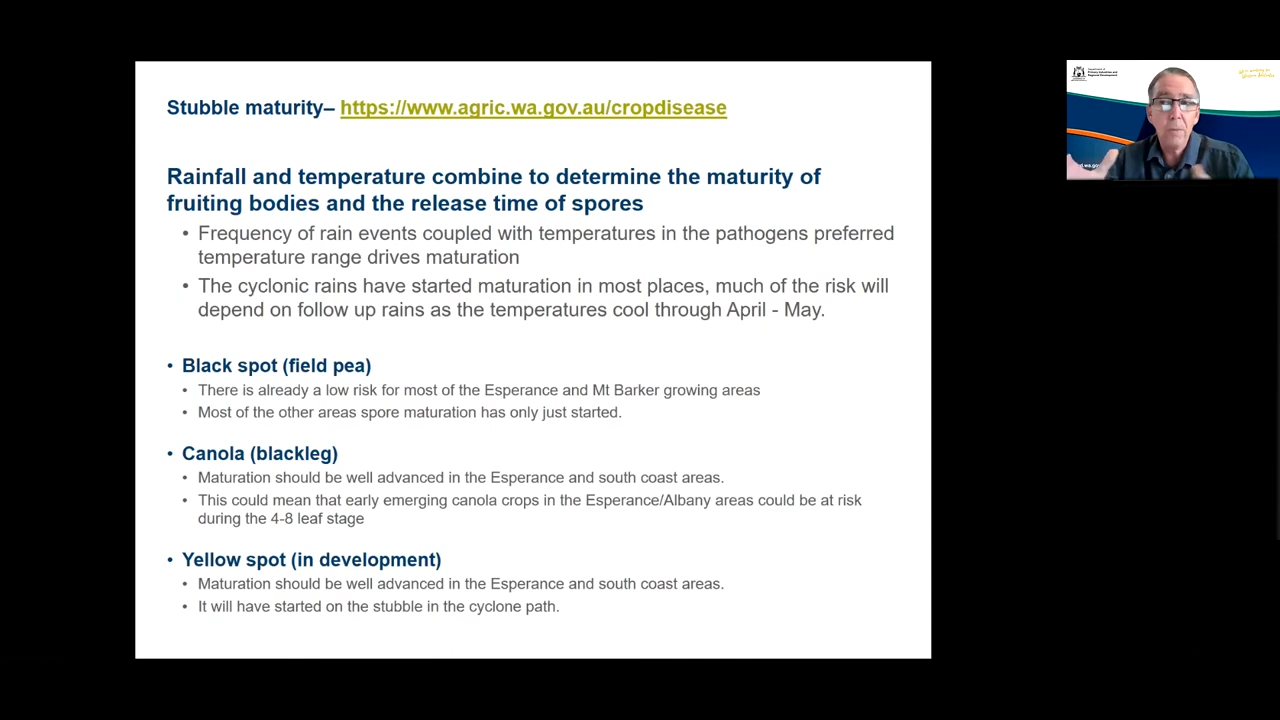 Stubble maturity– https://www.agric.wa.gov.au/cropdisease
Rainfall and temperature combine to determine the maturity of
fruiting bodies and the release time of spores
• Frequency of rain events coupled with temperatures in the pathogens preferred
temperature range drives maturation
• The cyclonic rains have started maturation in most places, much of the risk will
depend on follow up rains as the temperatures cool through April - May.
• Black spot (field pea)
• There is already a low risk for most of the Esperance and Mt Barker growing areas
• Most of the other areas spore maturation has only just started.
• Canola (blackleg)
• Maturation should be well advanced in the Esperance and south coast areas.
• This could mean that early emerging canola crops in the Esperance/Albany areas could be at risk
during the 4-8 leaf stage
• Yellow spot (in development)
• Maturation should be well advanced in the Esperance and south coast areas.
• It will have started on the stubble in the cyclone path.
Department of
Primary Industries and
Regional Development